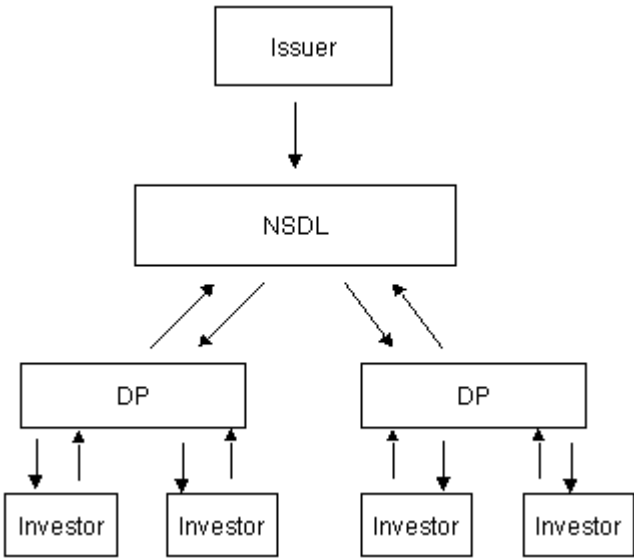 Issuer
NSDL
DP
DP
Investor
Investor
Investor
Investor